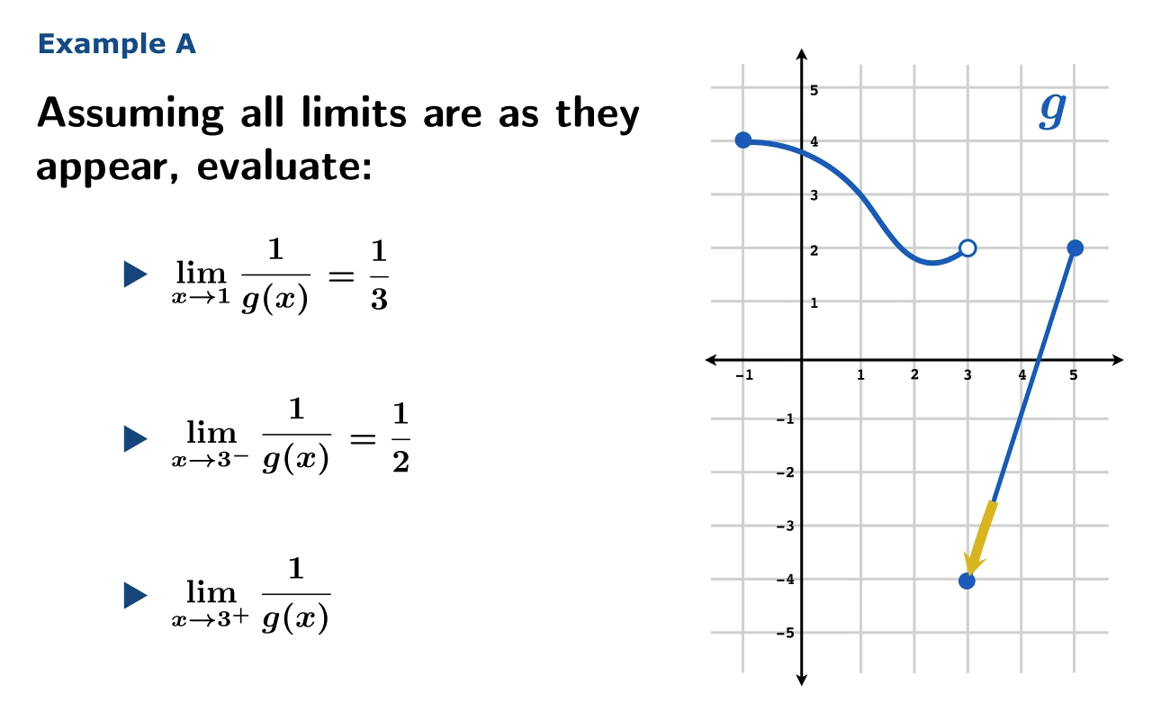 Example A
Assuming all limits are as they
appear, evaluate:
▶ lim_{x→1} 1/g(x) = 1/3
▶ lim_{x→3⁻} 1/g(x) = 1/2
▶ lim_{x→3⁺} 1/g(x)
g
5
4
3
2
1
-1 1 2 3 4 5
-1
-2
-3
-4
-5